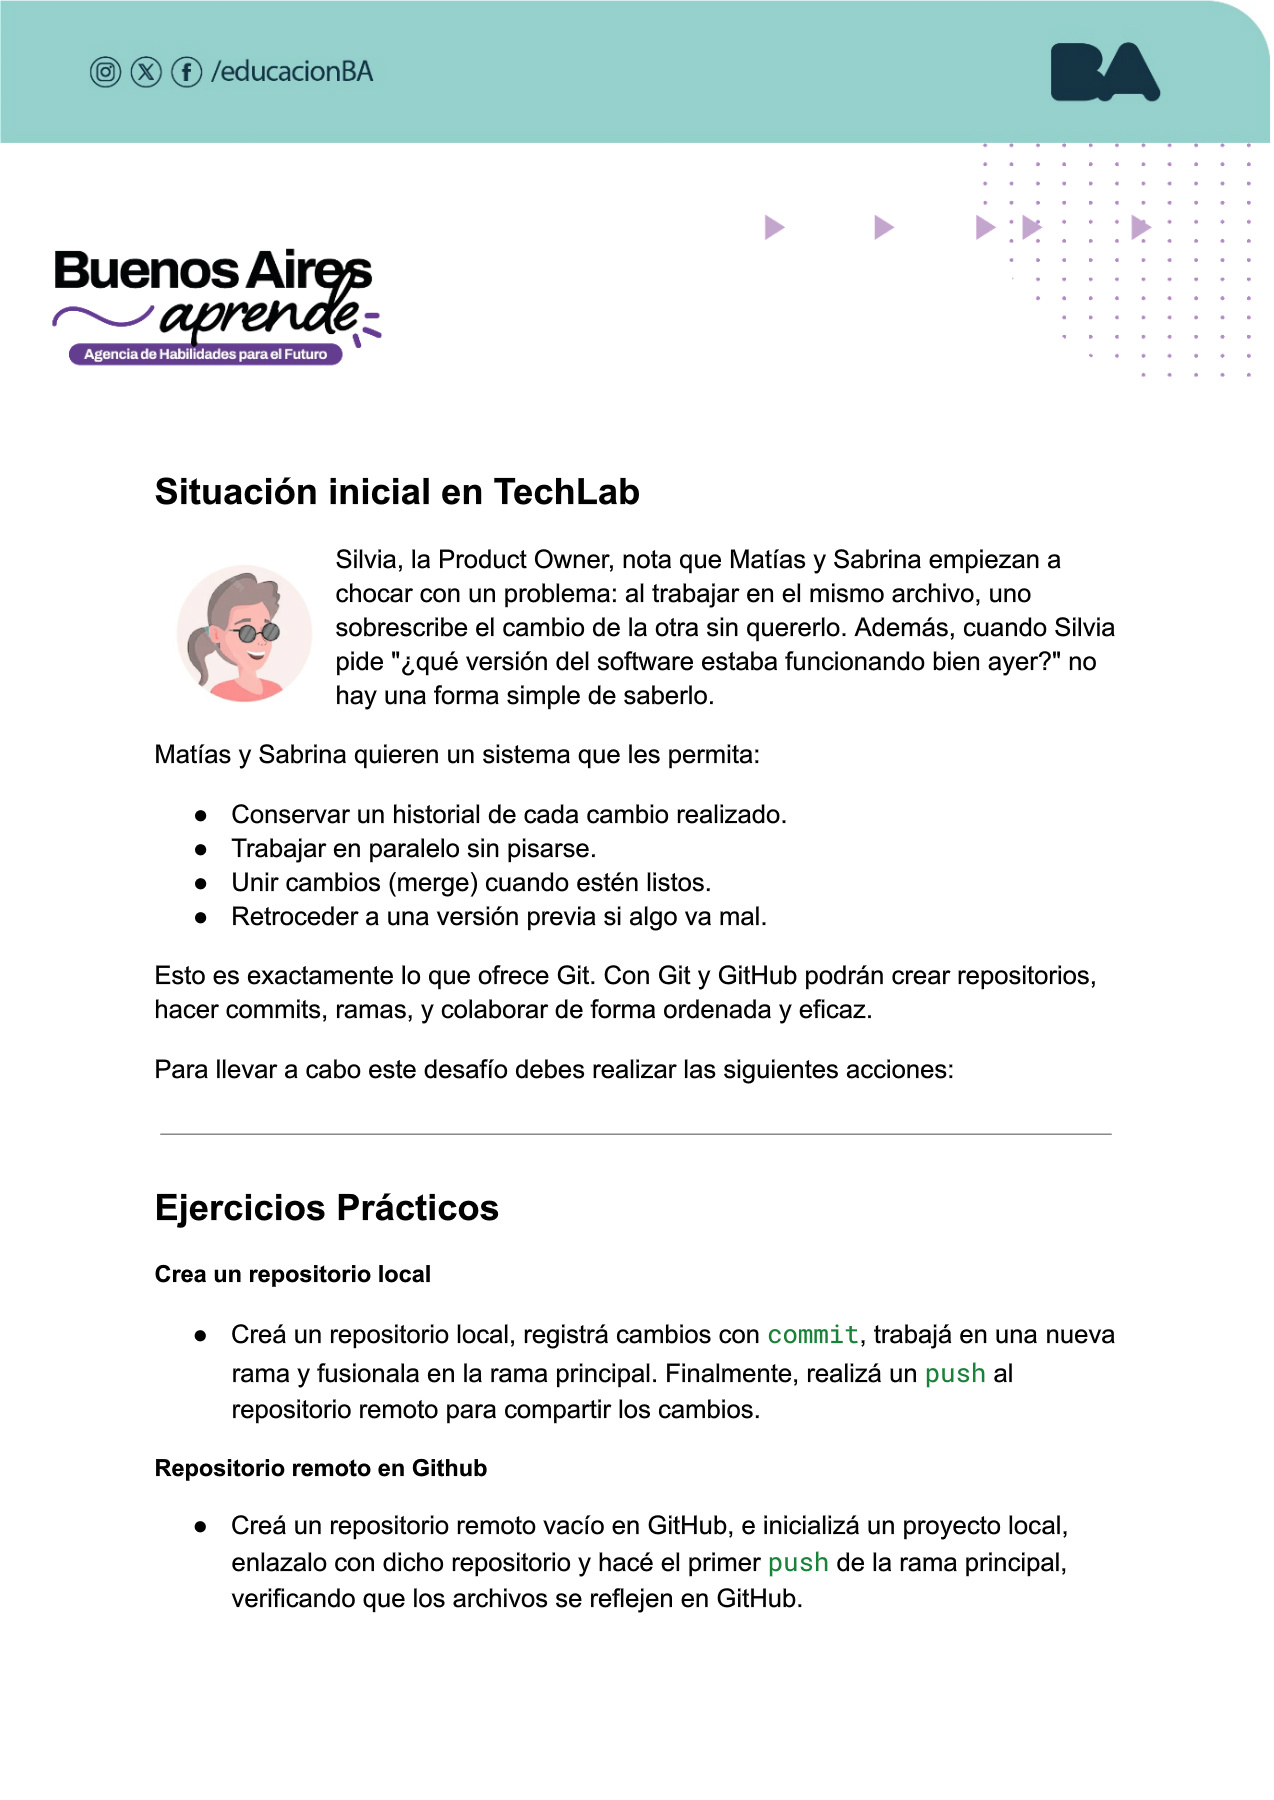 /educacionBA
BA
Buenos Aires
aprende
Agencia de Habilidades para el Futuro
Situación inicial en TechLab
Silvia, la Product Owner, nota que Matías y Sabrina empiezan a
chocar con un problema: al trabajar en el mismo archivo, uno
sobrescribe el cambio de la otra sin quererlo. Además, cuando Silvia
pide "¿qué versión del software estaba funcionando bien ayer?" no
hay una forma simple de saberlo.
Matías y Sabrina quieren un sistema que les permita:
● Conservar un historial de cada cambio realizado.
● Trabajar en paralelo sin pisarse.
● Unir cambios (merge) cuando estén listos.
● Retroceder a una versión previa si algo va mal.
Esto es exactamente lo que ofrece Git. Con Git y GitHub podrán crear repositorios,
hacer commits, ramas, y colaborar de forma ordenada y eficaz.
Para llevar a cabo este desafío debes realizar las siguientes acciones:
Ejercicios Prácticos
Crea un repositorio local
● Creá un repositorio local, registrá cambios con commit, trabajá en una nueva
rama y fusionala en la rama principal. Finalmente, realizá un push al
repositorio remoto para compartir los cambios.
Repositorio remoto en Github
● Creá un repositorio remoto vacío en GitHub, e inicializá un proyecto local,
enlazalo con dicho repositorio y hacé el primer push de la rama principal,
verificando que los archivos se reflejen en GitHub.